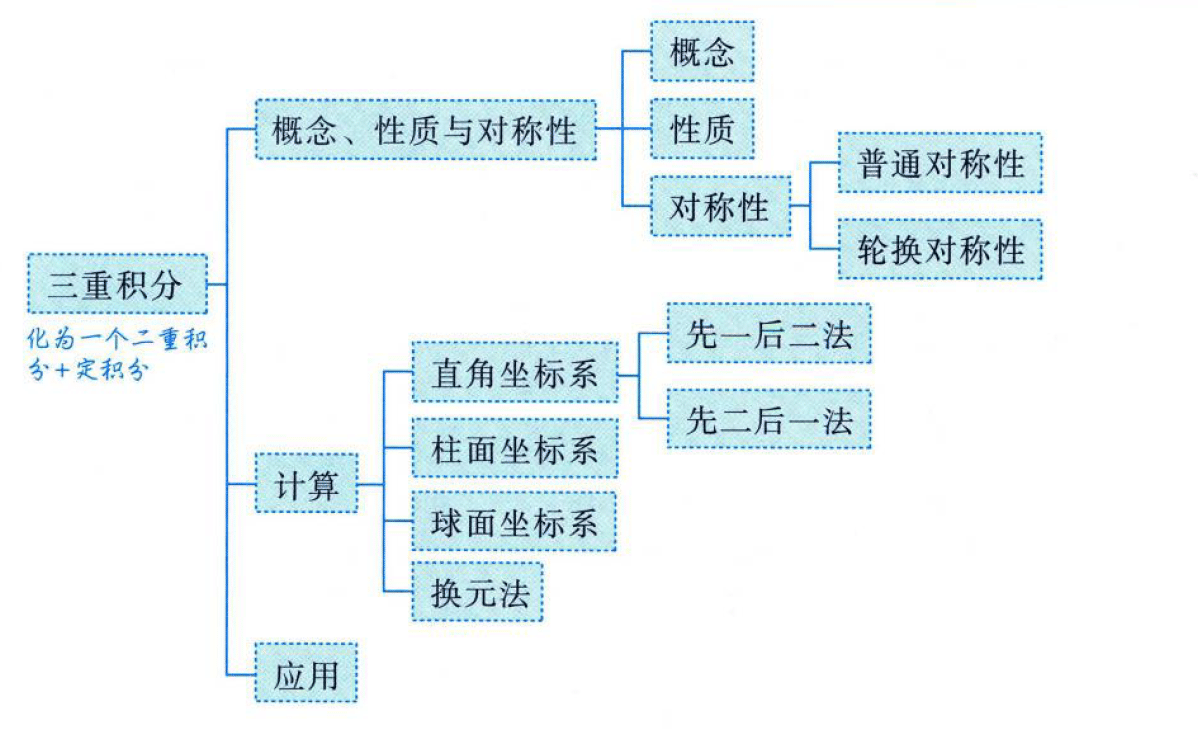 概念
概念、性质与对称性
性质
普通对称性
对称性
轮换对称性
三重积分
化为一个二重积
分+定积分
先一后二法
直角坐标系
先二后一法
柱面坐标系
计算
球面坐标系
换元法
应用